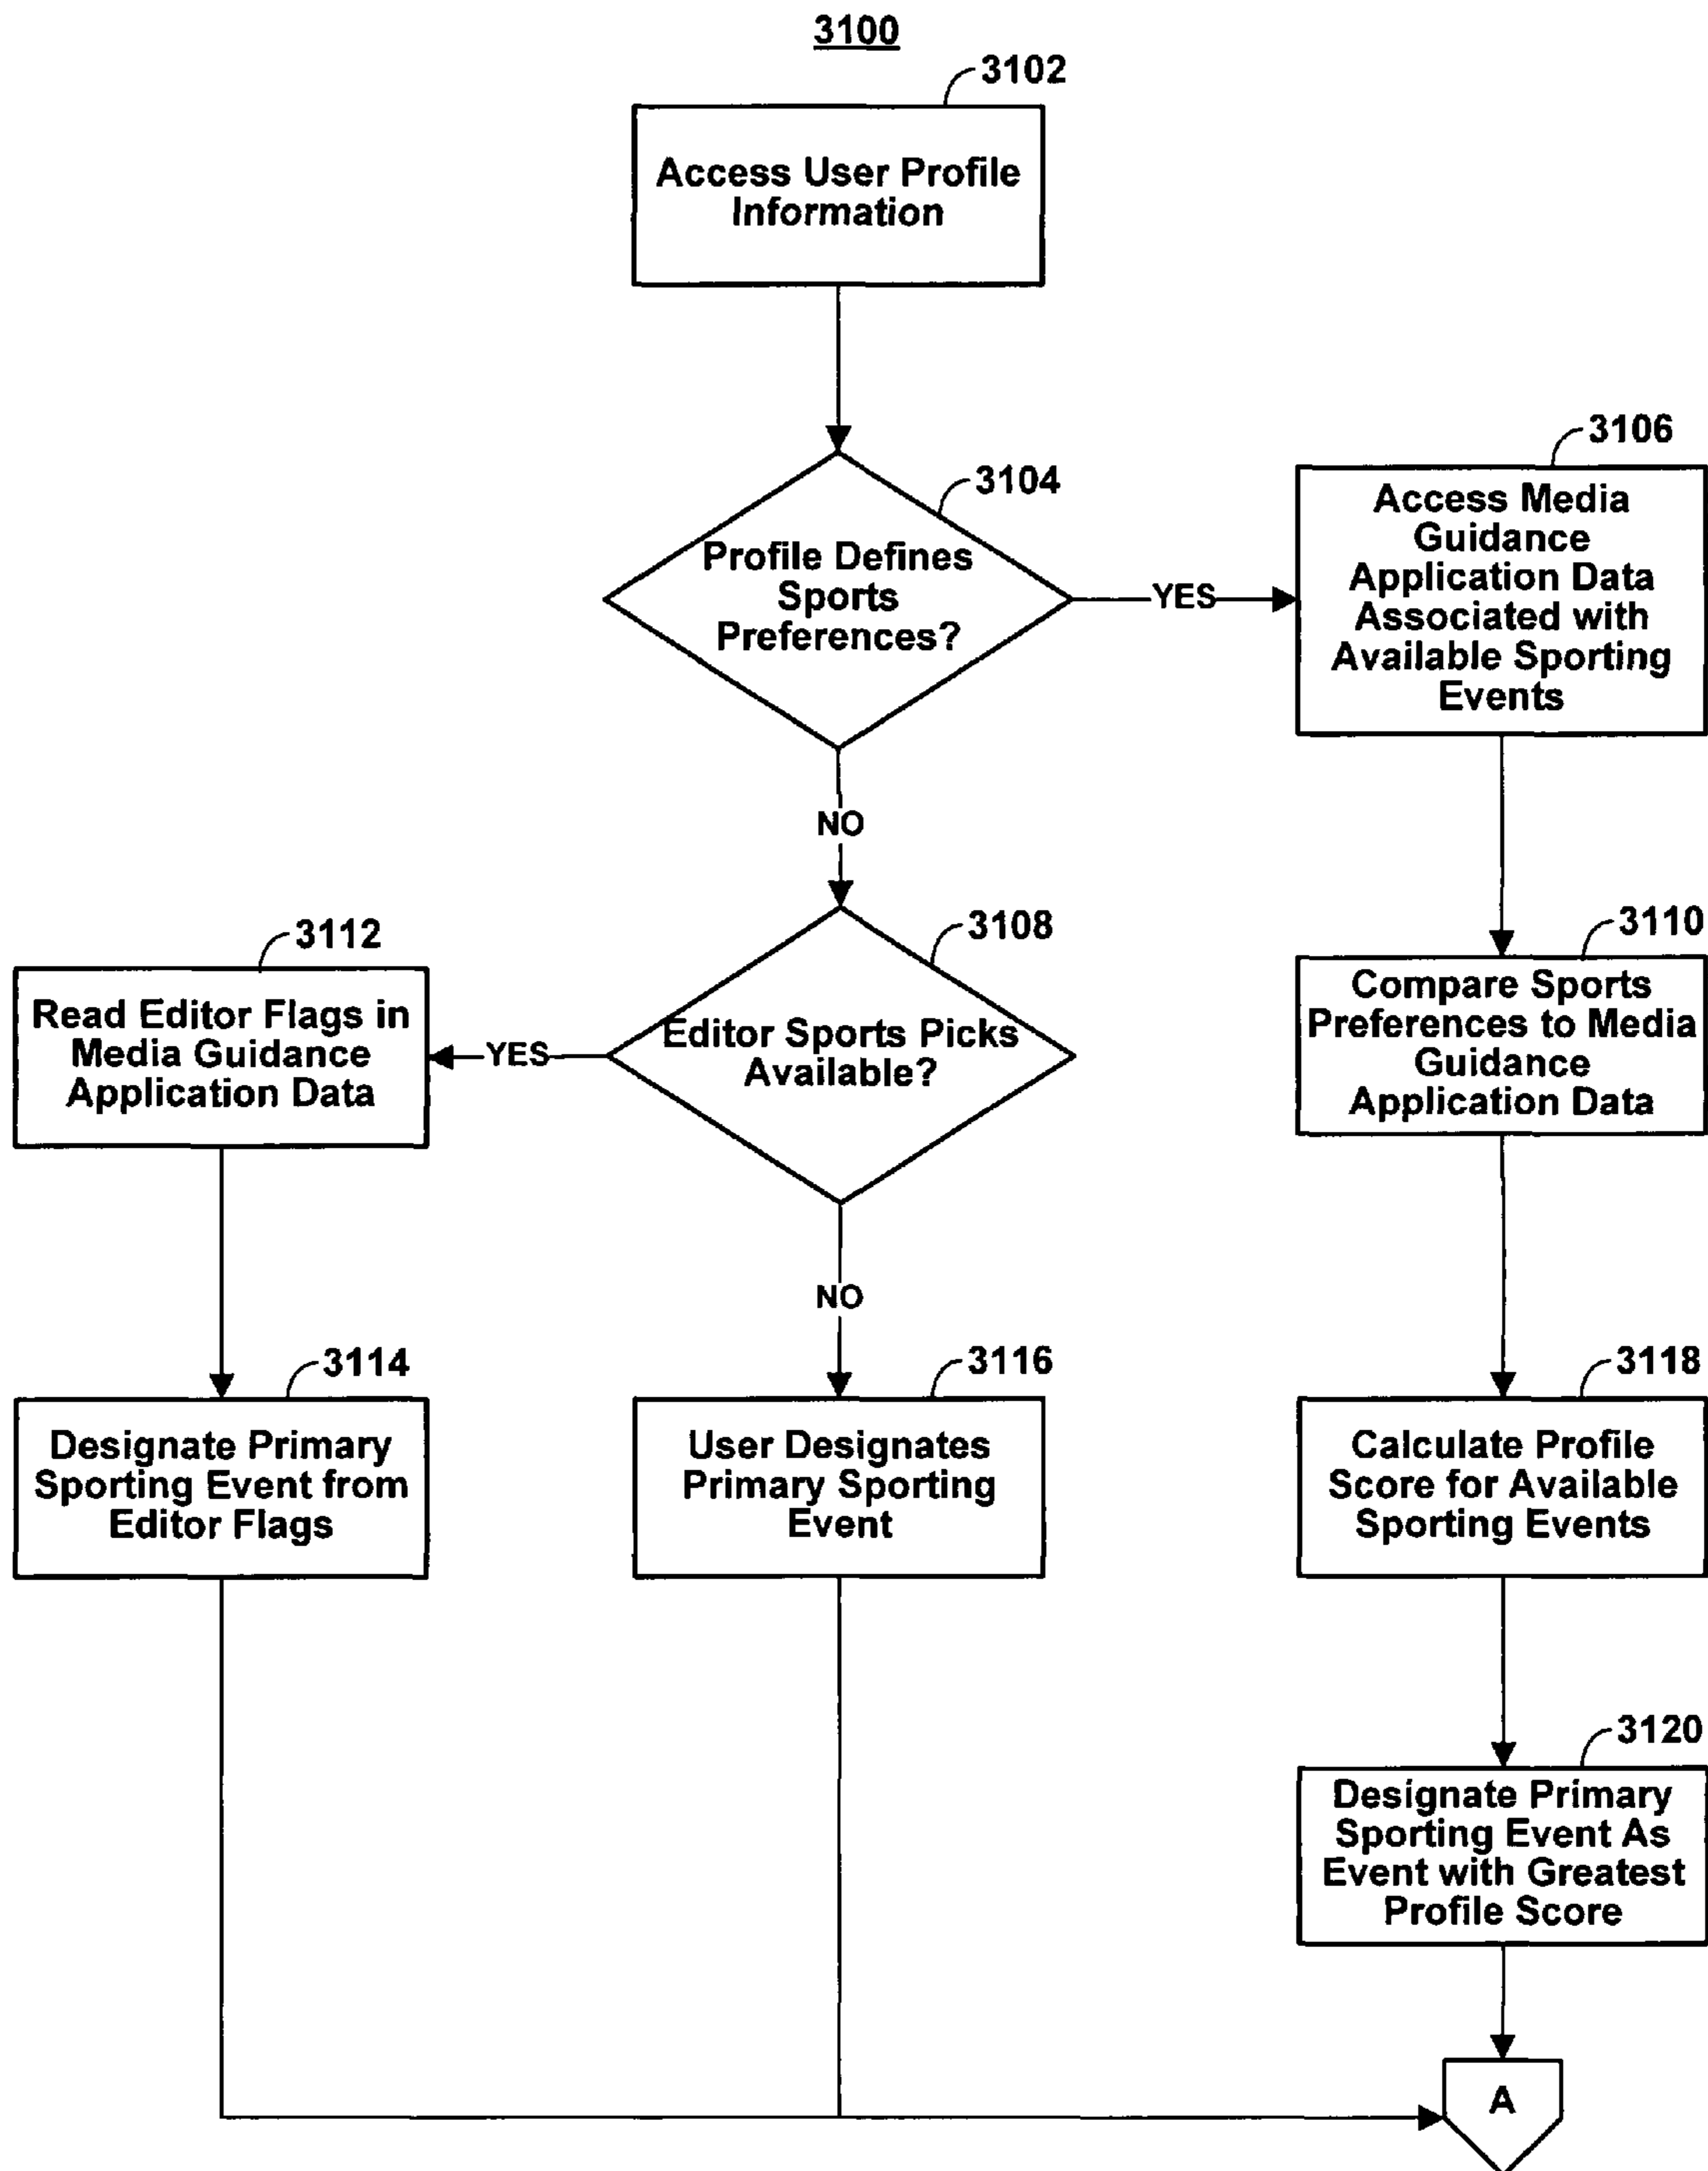 3100
3102
Access User Profile
Information
3104
Profile Defines
Sports
Preferences?
YES
3106
Access Media
Guidance
Application Data
Associated with
Available Sporting
Events
NO
3108
Editor Sports Picks
Available?
YES
3112
Read Editor Flags in
Media Guidance
Application Data
3110
Compare Sports
Preferences to Media
Guidance
Application Data
NO
3114
Designate Primary
Sporting Event from
Editor Flags
3116
User Designates
Primary Sporting
Event
3118
Calculate Profile
Score for Available
Sporting Events
3120
Designate Primary
Sporting Event As
Event with Greatest
Profile Score
A